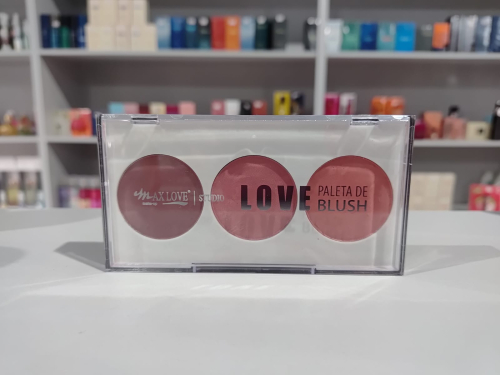 MAX LOVE® | STUDIO
LOVE
PALETA DE
BLUSH